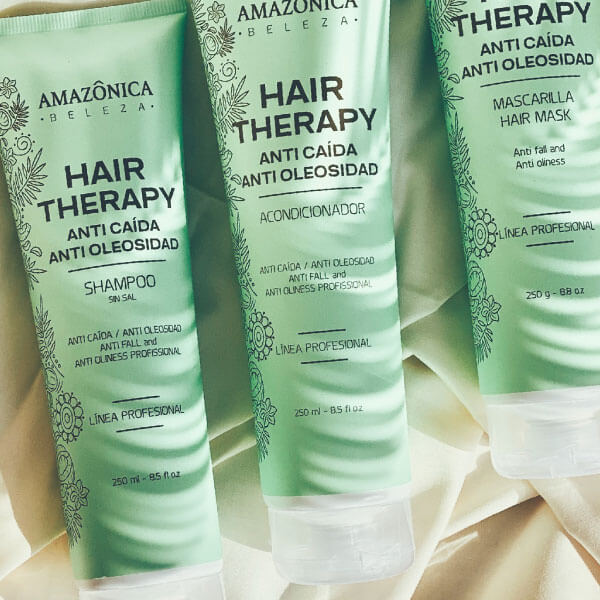 AMAZÔNICA
· BELEZA ·
HAIR
THERAPY
ANTI CAÍDA
ANTI OLEOSIDAD
SHAMPOO
SIN SAL
ANTI CAÍDA / ANTI OLEOSIDAD
ANTI FALL and
ANTI OLINESS PROFISSIONAL
LÍNEA PROFESIONAL
250 ml - 8.5 fl oz
AMAZÔNICA
· BELEZA ·
HAIR
THERAPY
ANTI CAÍDA
ANTI OLEOSIDAD
ACONDICIONADOR
ANTI CAÍDA / ANTI OLEOSIDAD
ANTI FALL and
ANTI OLINESS PROFISSIONAL
LÍNEA PROFESIONAL
250 ml - 8.5 fl oz
THERAPY
ANTI CAÍDA
ANTI OLEOSIDAD
MASCARILLA
HAIR MASK
Anti fall and
Anti oliness
LÍNEA PROFESIONAL
250 g - 8.8 oz